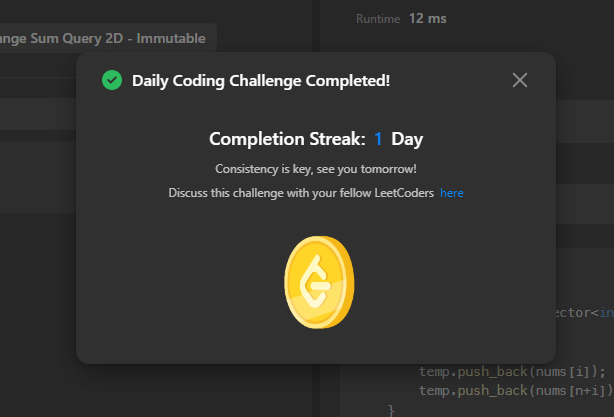 Runtime 12 ms
ange Sum Query 2D - Immutable
Daily Coding Challenge Completed!
Completion Streak: 1 Day
Consistency is key, see you tomorrow!
Discuss this challenge with your fellow LeetCoders here
ector<in
temp.push_back(nums[i]);
temp.push_back(nums[n+i])
}